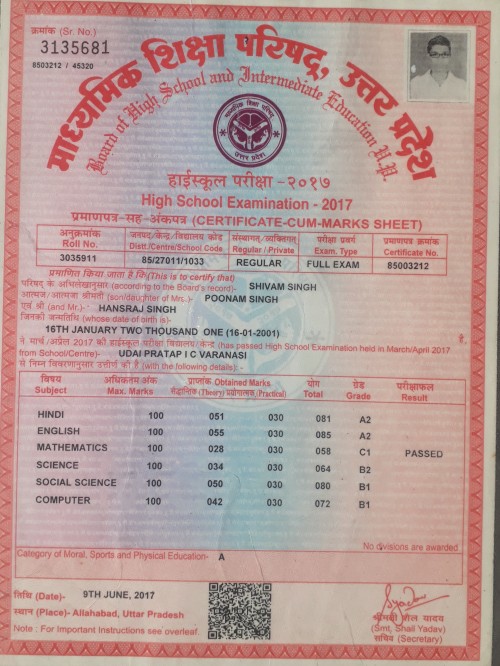 क्रमांक (Sr. No.)
3135681
8503212 / 45320
माध्यमिक शिक्षा परिषद्, उत्तर प्रदेश
Board of High School and Intermediate Education U.P.
माध्यमिक शिक्षा परिषद्
उत्तर प्रदेश
हाईस्कूल परीक्षा - २०१७
High School Examination - 2017
प्रमाणपत्र-सह-अंकपत्र (CERTIFICATE-CUM-MARKS SHEET)
अनुक्रमांक जनपद/केन्द्र/विद्यालय कोड संस्थागत/व्यक्तिगत परीक्षा प्रवर्ग प्रमाणपत्र क्रमांक
Roll No. Distt./Centre/School Code Regular / Private Exam. Type Certificate No.
3035911 85/27011/1033 REGULAR FULL EXAM 85003212
प्रमाणित किया जाता है कि(This is to certify that)
परिषद के अभिलेखानुसार (according to the Board's record)- SHIVAM SINGH
आत्मज/आत्मजा श्रीमती (son/daughter of Mrs.)- POONAM SINGH
एवं श्री (and Mr.)- HANSRAJ SINGH
जिनकी जन्मतिथि (whose date of birth is)-
16TH JANUARY TWO THOUSAND ONE (16-01-2001) है,
ने मार्च/अप्रैल 2017 की हाईस्कूल परीक्षा विद्यालय/केन्द्र (has passed High School Examination held in March/April 2017
from School/Centre)- UDAI PRATAP I C VARANASI
से निम्न विवरणानुसार उत्तीर्ण की है (with the following details):-
विषय अधिकतम अंक प्राप्तांक Obtained Marks योग ग्रेड परीक्षाफल
Subject Max. Marks सैद्धान्तिक (Theory) प्रयोगात्मक (Practical) Total Grade Result
HINDI 100 051 030 081 A2
ENGLISH 100 055 030 085 A2
MATHEMATICS 100 028 030 058 C1 PASSED
SCIENCE 100 034 030 064 B2
SOCIAL SCIENCE 100 050 030 080 B1
COMPUTER 100 042 030 072 B1
No divisions are awarded
Category of Moral, Sports and Physical Education- A
तिथि (Date)- 9TH JUNE, 2017
स्थान (Place)- Allahabad, Uttar Pradesh
Note : For Important Instructions see overleaf.
श्रीमती शैल यादव
(Smt. Shail Yadav)
सचिव (Secretary)